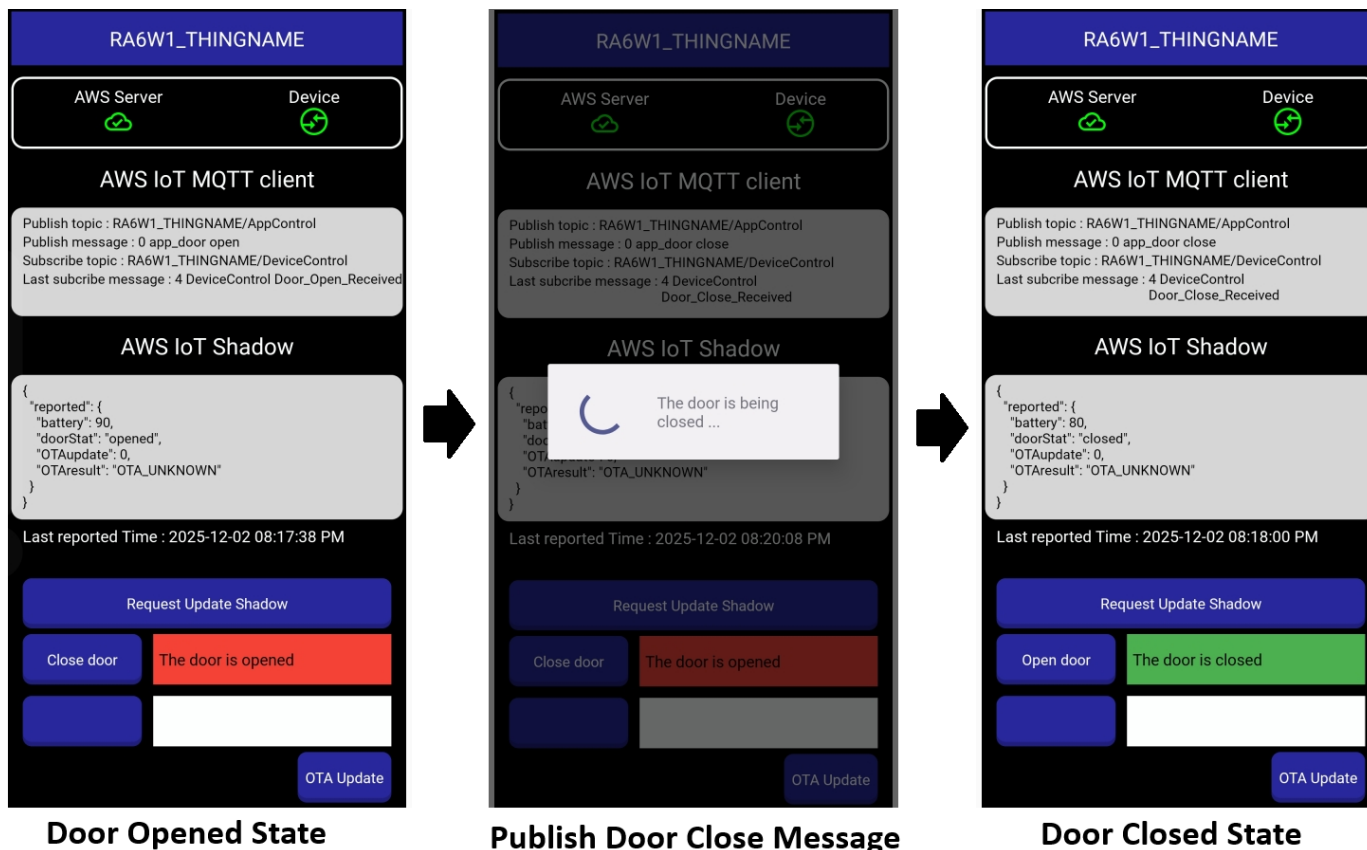 RA6W1_THINGNAME
AWS Server Device
AWS IoT MQTT client
Publish topic : RA6W1_THINGNAME/AppControl
Publish message : 0 app_door open
Subscribe topic : RA6W1_THINGNAME/DeviceControl
Last subcribe message : 4 DeviceControl Door_Open_Received
AWS IoT Shadow
{
"reported": {
"battery": 90,
"doorStat": "opened",
"OTAupdate": 0,
"OTAresult": "OTA_UNKNOWN"
}
}
Last reported Time : 2025-12-02 08:17:38 PM
Request Update Shadow
Close door The door is opened
OTA Update
Door Opened State
RA6W1_THINGNAME
AWS Server Device
AWS IoT MQTT client
Publish topic : RA6W1_THINGNAME/AppControl
Publish message : 0 app_door close
Subscribe topic : RA6W1_THINGNAME/DeviceControl
Last subcribe message : 4 DeviceControl
Door_Close_Received
AWS IoT Shadow
{
The door is being
closed ...
"OTAresult": "OTA_UNKNOWN"
}
}
Last reported Time : 2025-12-02 08:20:08 PM
Request Update Shadow
Close door The door is opened
OTA Update
Publish Door Close Message
RA6W1_THINGNAME
AWS Server Device
AWS IoT MQTT client
Publish topic : RA6W1_THINGNAME/AppControl
Publish message : 0 app_door close
Subscribe topic : RA6W1_THINGNAME/DeviceControl
Last subcribe message : 4 DeviceControl
Door_Close_Received
AWS IoT Shadow
{
"reported": {
"battery": 80,
"doorStat": "closed",
"OTAupdate": 0,
"OTAresult": "OTA_UNKNOWN"
}
}
Last reported Time : 2025-12-02 08:18:00 PM
Request Update Shadow
Open door The door is closed
OTA Update
Door Closed State